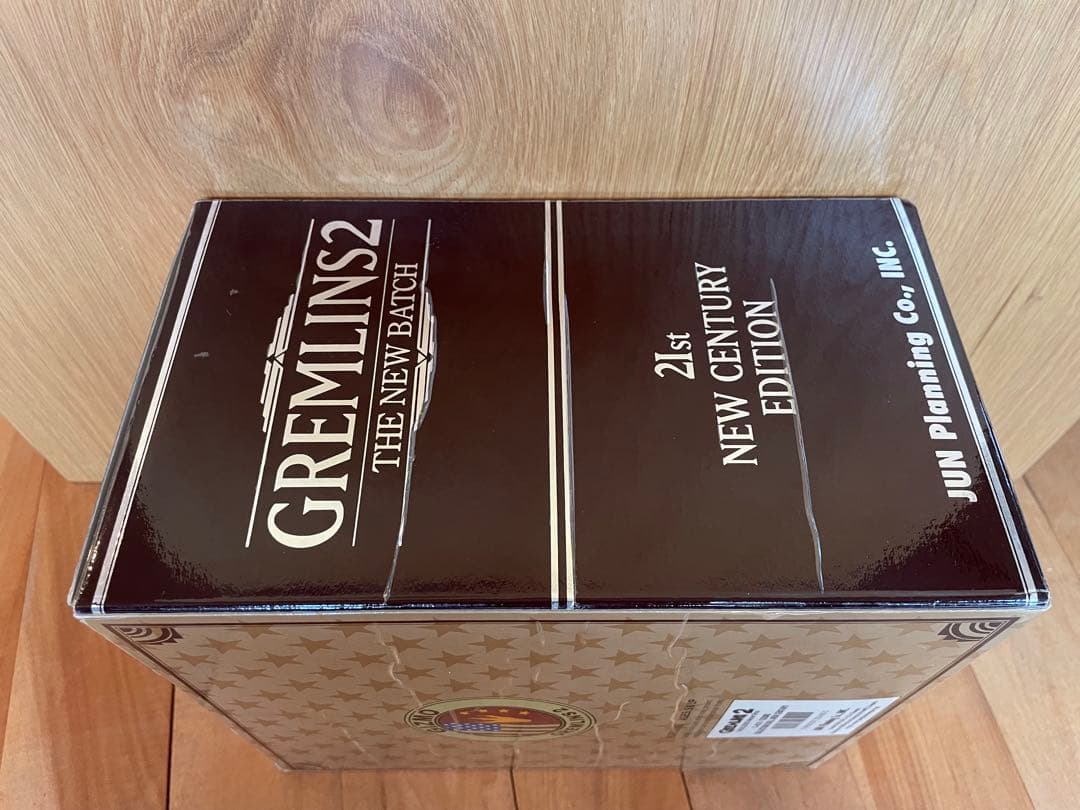 GREMLINS2
THE NEW BATCH
21st
NEW CENTURY
EDITION
JUN Planning Co., INC.